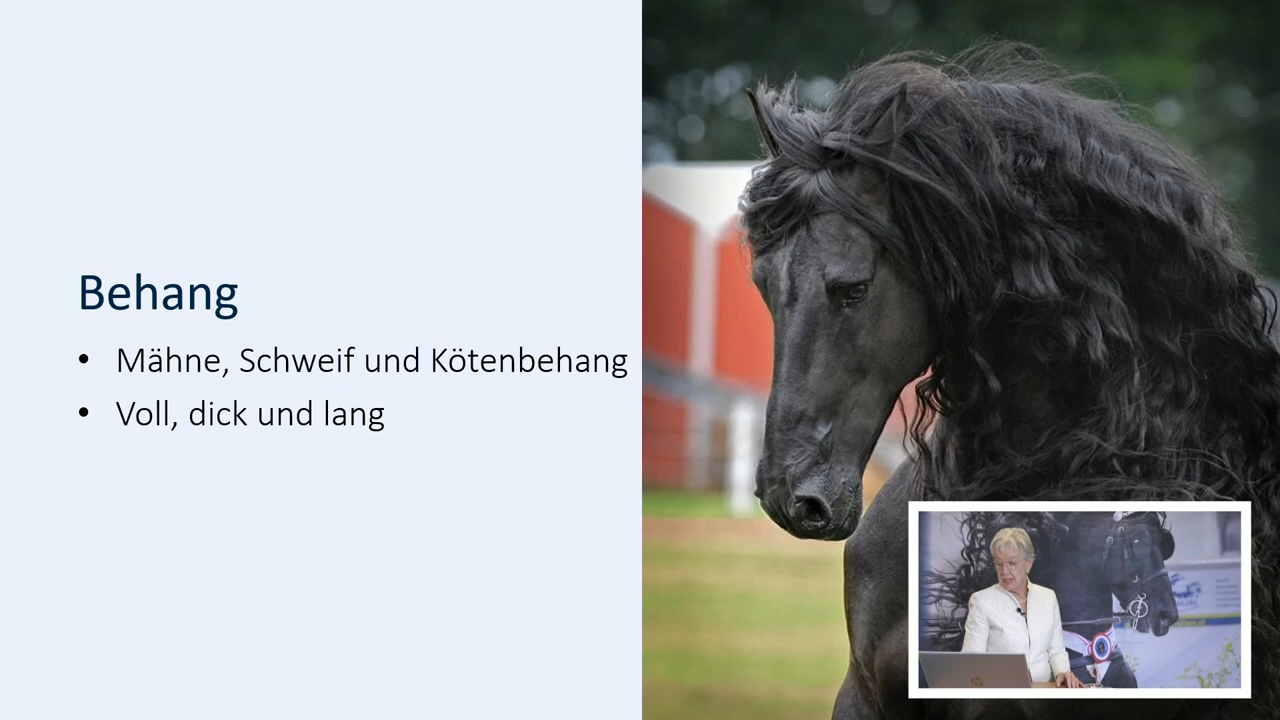 Behang
• Mähne, Schweif und Kötenbehang
• Voll, dick und lang